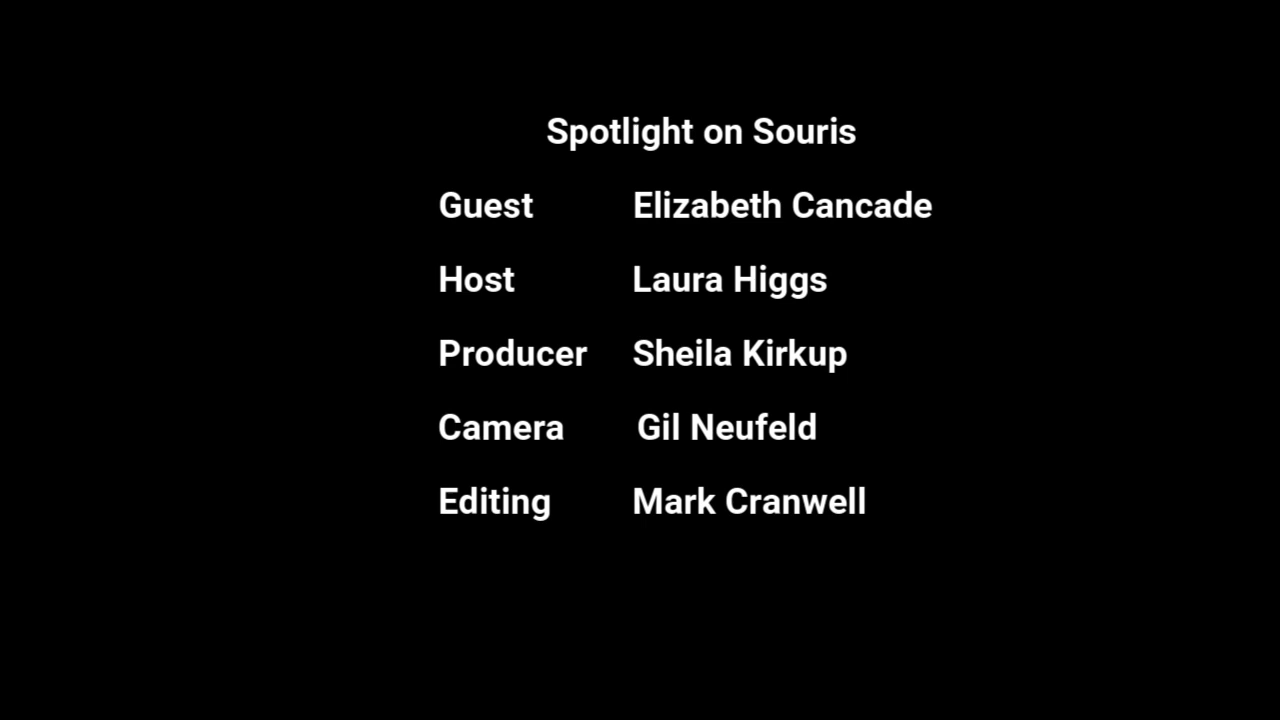 Spotlight on Souris
Guest Elizabeth Cancade
Host Laura Higgs
Producer Sheila Kirkup
Camera Gil Neufeld
Editing Mark Cranwell